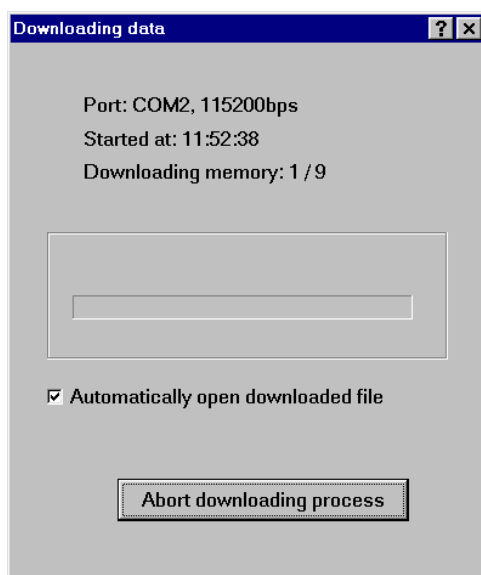 Downloading data ? ×
Port: COM2, 115200bps
Started at: 11:52:38
Downloading memory: 1 / 9
Automatically open downloaded file
Abort downloading process